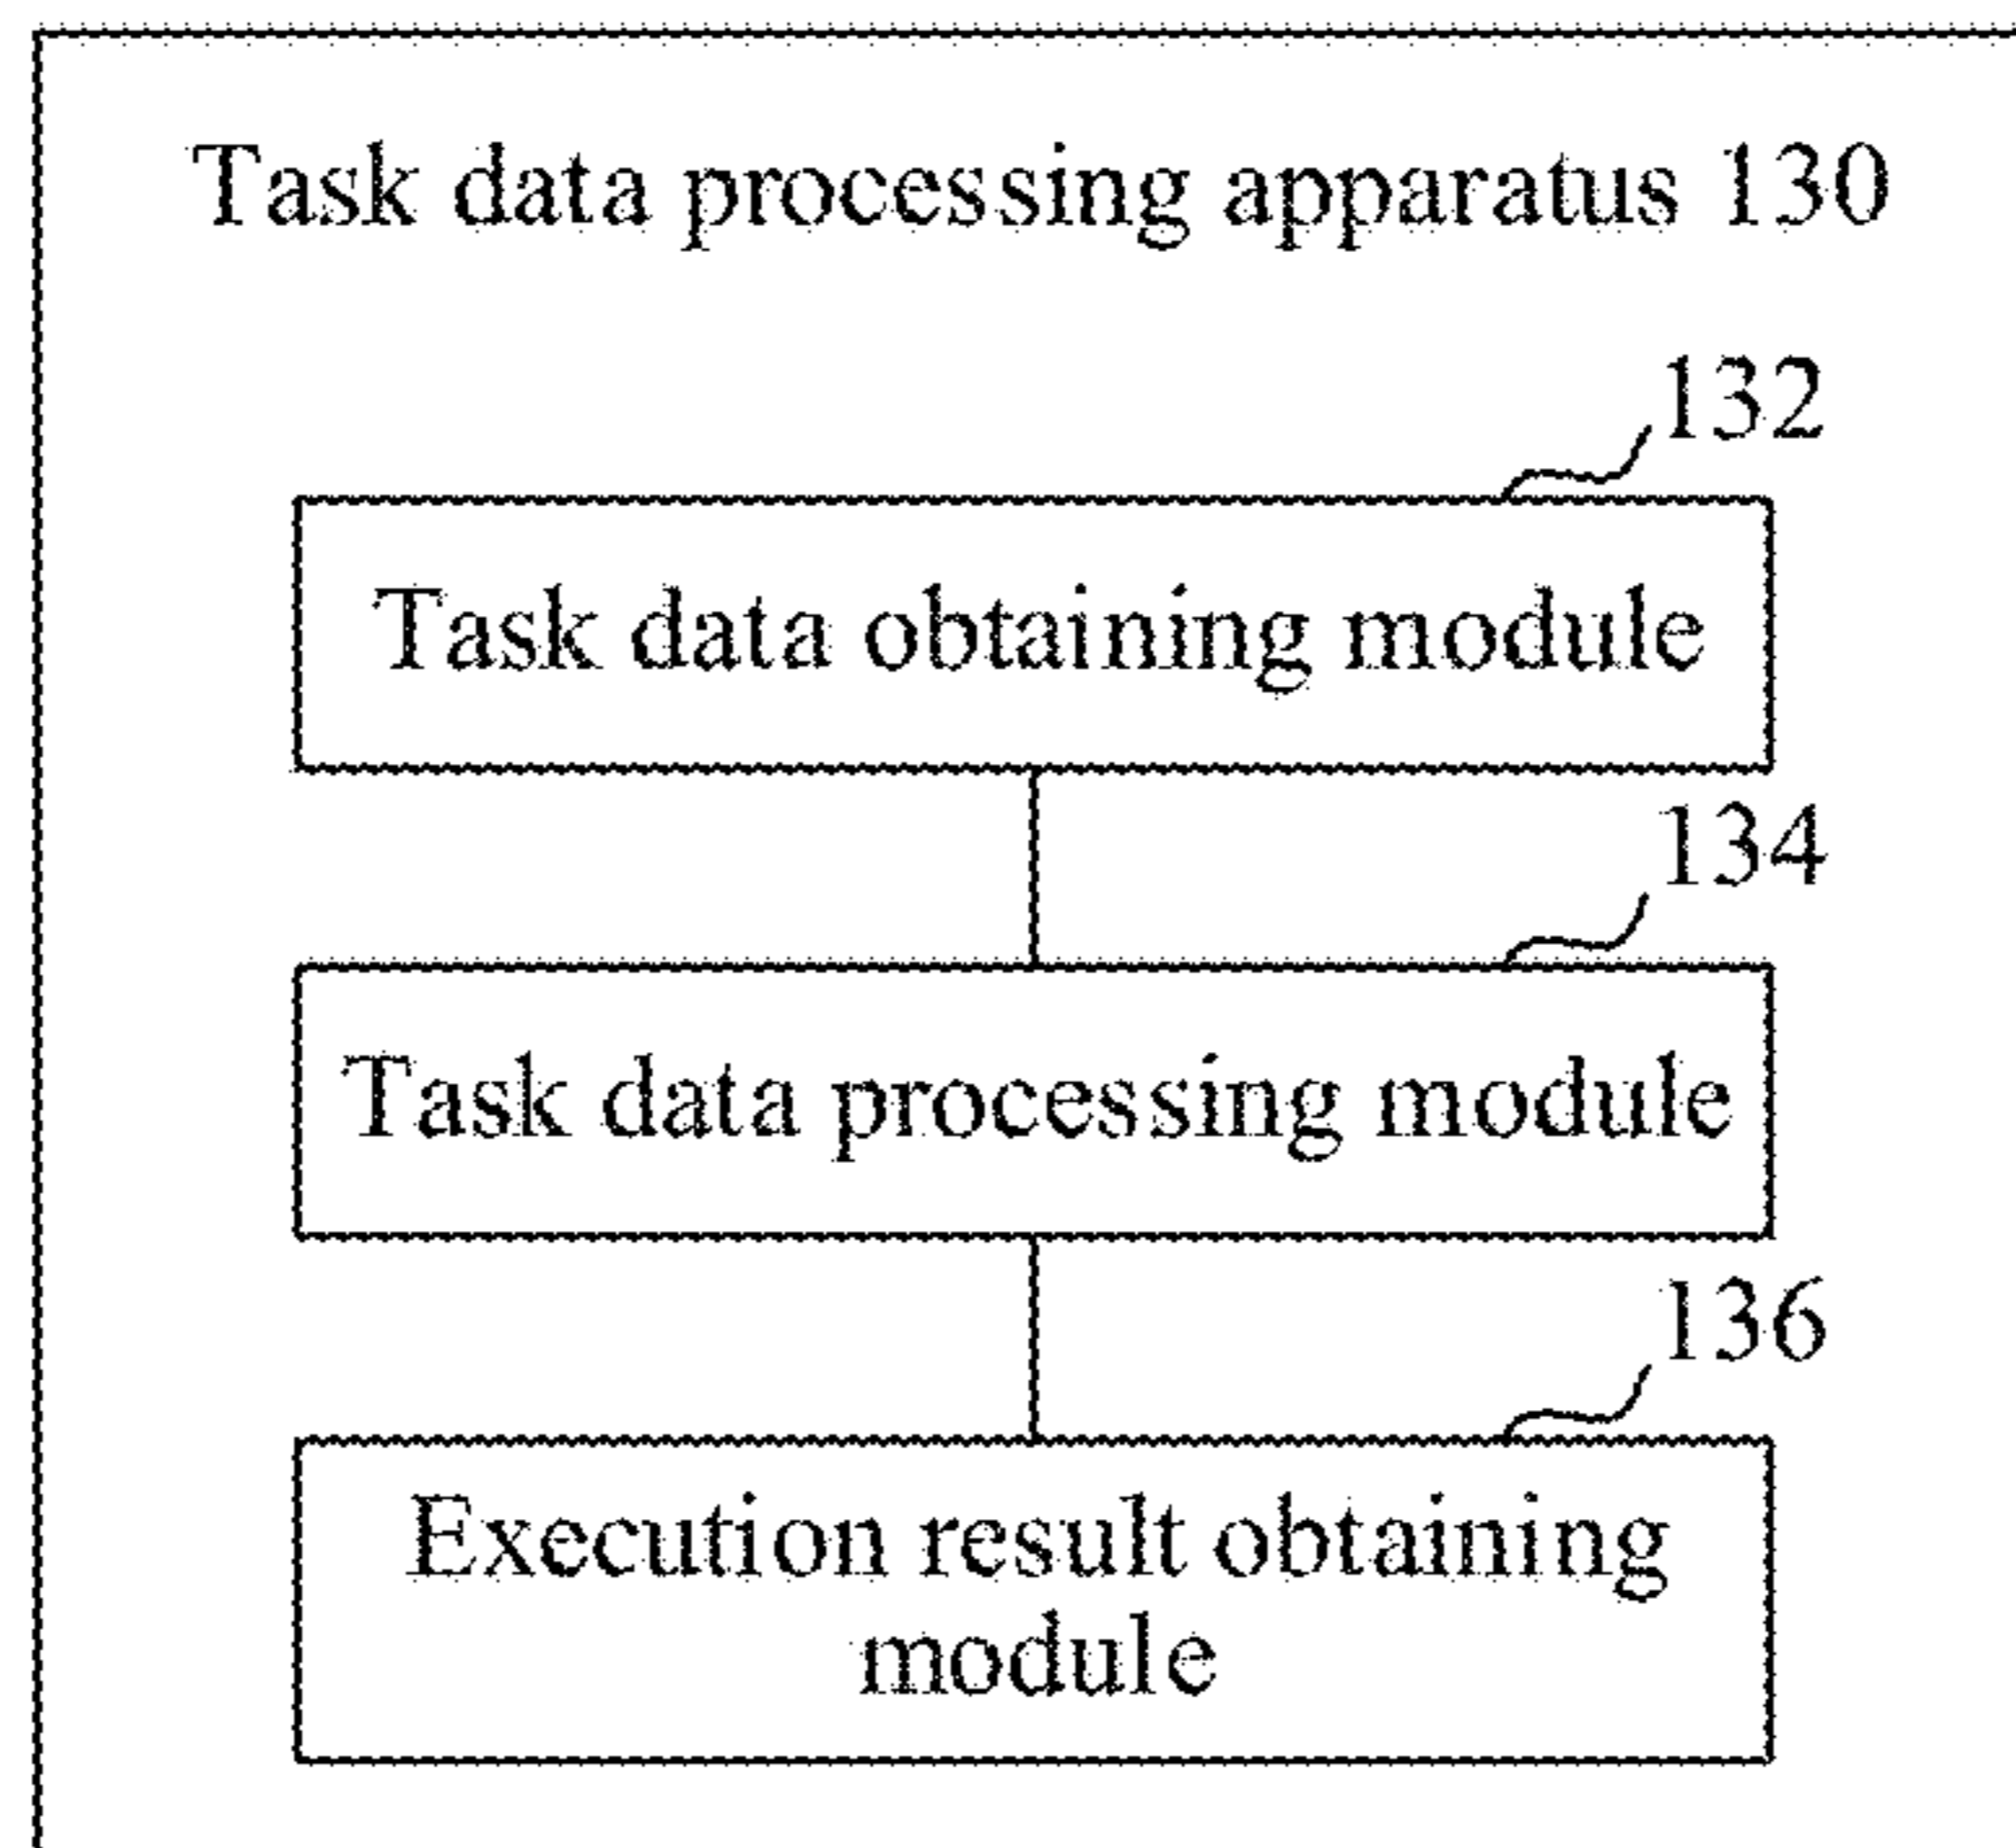 Task data processing apparatus 130
132
Task data obtaining module
134
Task data processing module
136
Execution result obtaining
module